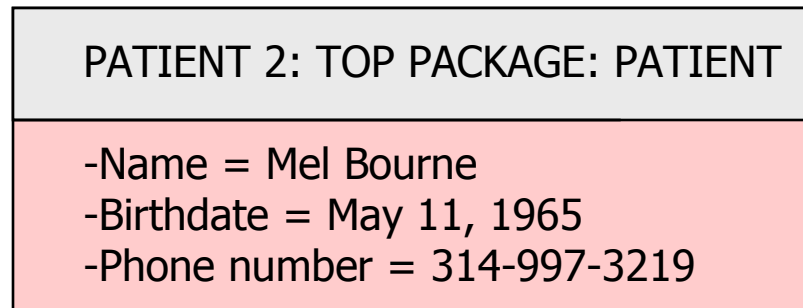 PATIENT 2: TOP PACKAGE: PATIENT
-Name = Mel Bourne
-Birthdate = May 11, 1965
-Phone number = 314-997-3219